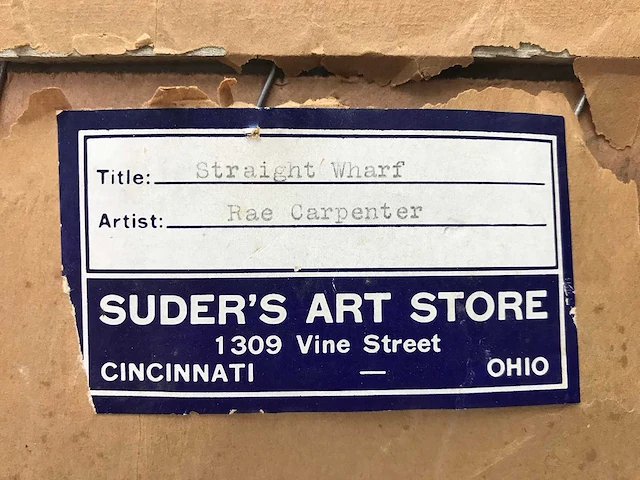 Title: Straight Wharf
Artist: Rae Carpenter
SUDER'S ART STORE
1309 Vine Street
CINCINNATI — OHIO